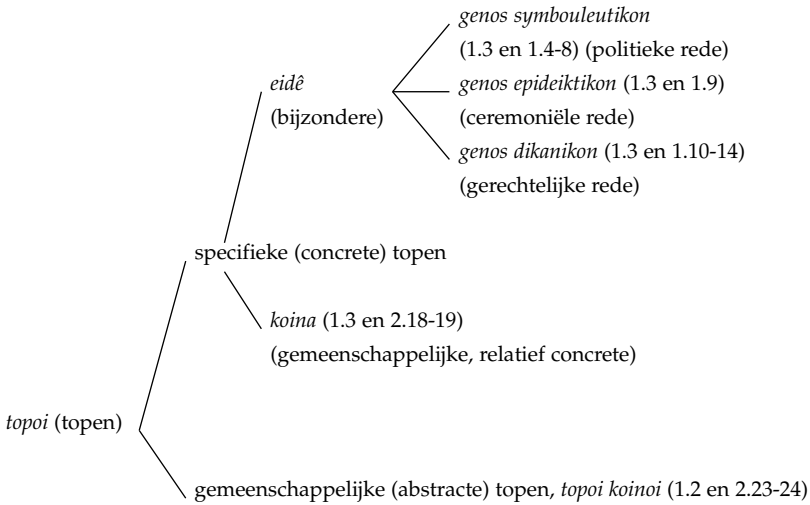 genos symbouleutikon
(1.3 en 1.4-8) (politieke rede)
eidê
genos epideiktikon (1.3 en 1.9)
(bijzondere)
(ceremoniële rede)
genos dikanikon (1.3 en 1.10-14)
(gerechtelijke rede)
specifieke (concrete) topen
koina (1.3 en 2.18-19)
(gemeenschappelijke, relatief concrete)
topoi (topen)
gemeenschappelijke (abstracte) topen, topoi koinoi (1.2 en 2.23-24)